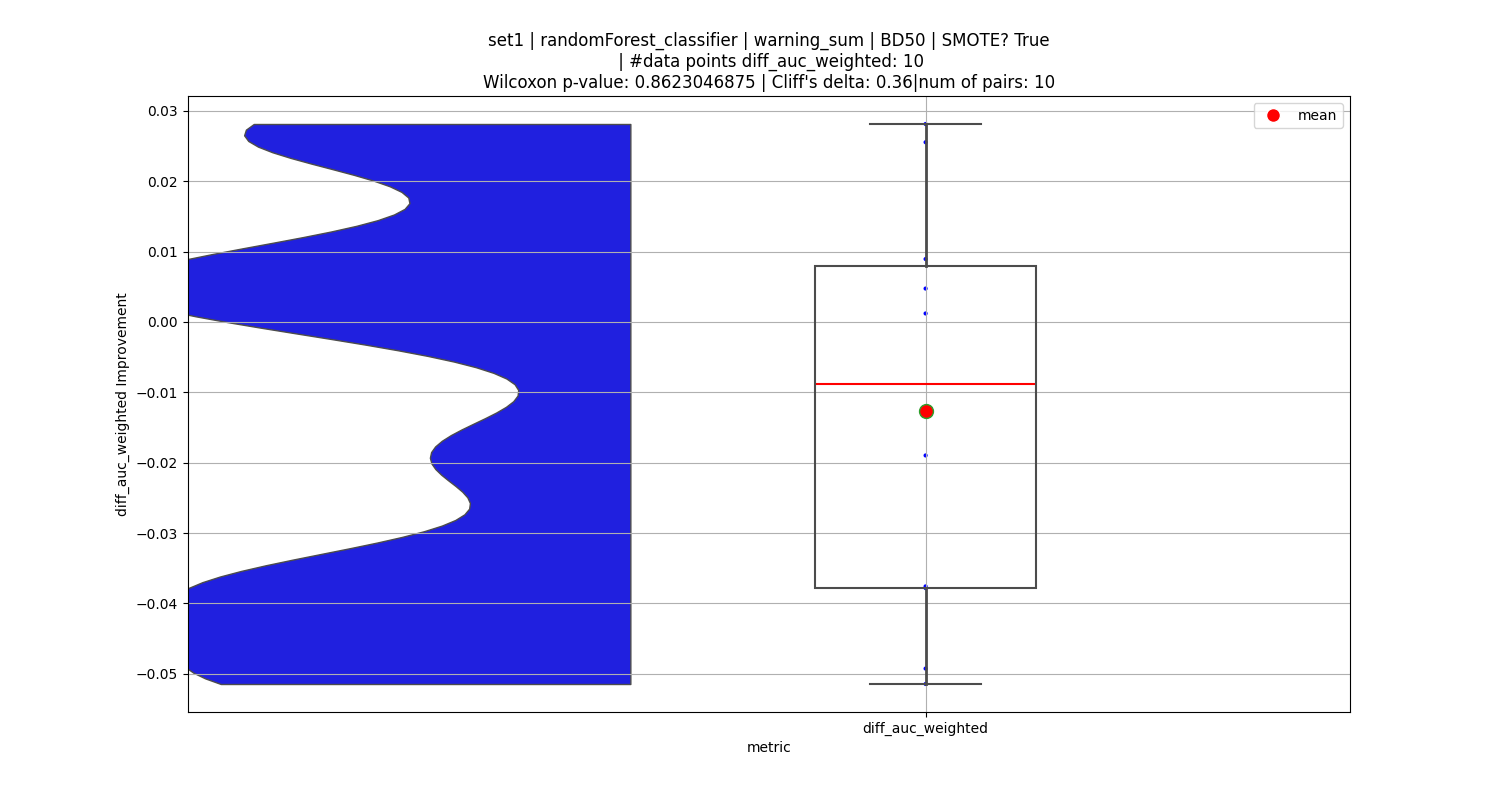 set1 | randomForest_classifier | warning_sum | BD50 | SMOTE? True
| #data points diff_auc_weighted: 10
Wilcoxon p-value: 0.8623046875 | Cliff's delta: 0.36|num of pairs: 10
mean
0.03
0.02
0.01
0.00
−0.01
−0.02
−0.03
−0.04
−0.05
diff_auc_weighted Improvement
diff_auc_weighted
metric